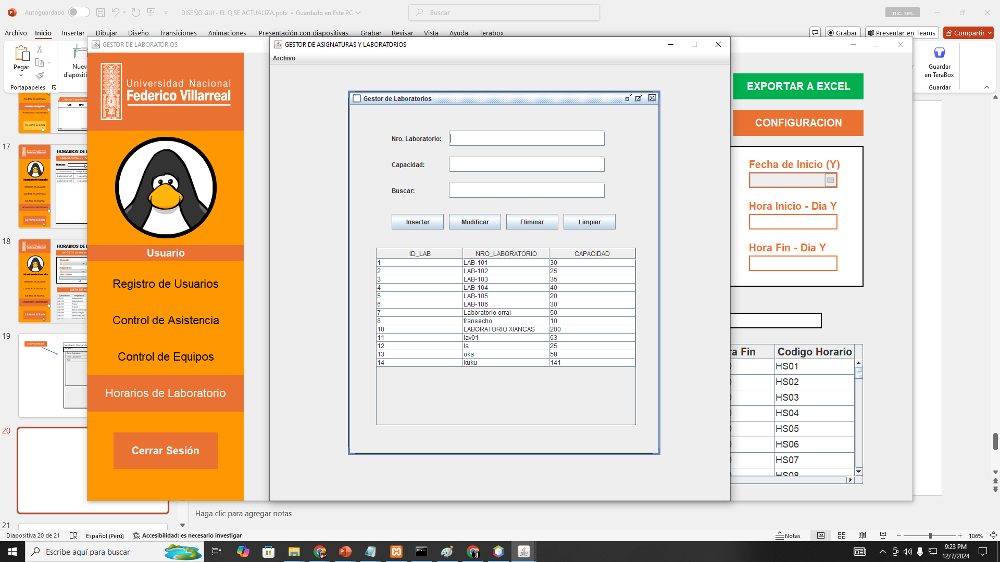 Autoguardado
DISEÑO GUI - EL Q SE ACTUALIZA.pptx • Guardado en Este PC
Buscar
Inic. ses.
Archivo Inicio Insertar Dibujar Diseño Transiciones Animaciones Presentación con diapositivas Grabar Revisar Vista Ayuda Terabox
Grabar
Presentar en Teams
Compartir
Pegar
Portapapeles
Guardar
en TeraBox
Guardar
GESTOR DE LABORATORIOS
Universidad Nacional
Federico Villarreal
Usuario
Registro de Usuarios
Control de Asistencia
Control de Equipos
Horarios de Laboratorio
Cerrar Sesión
GESTOR DE ASIGNATURAS Y LABORATORIOS
Archivo
Gestor de Laboratorios
Nro. Laboratorio:
Capacidad:
Buscar:
Insertar Modificar Eliminar Limpiar
ID_LAB NRO_LABORATORIO CAPACIDAD
1 LAB-101 30
2 LAB-102 25
3 LAB-103 35
4 LAB-104 40
5 LAB-105 20
6 LAB-106 30
7 Laboratorio orrai 50
8 fransecho 10
10 LABORATORIO XIANCAS 200
11 lav01 63
12 la 25
13 oka 58
14 kuku 141
EXPORTAR A EXCEL
CONFIGURACION
Fecha de Inicio (Y)
Hora Inicio - Dia Y
Hora Fin - Dia Y
Fin Codigo Horario
HS01
HS02
HS03
HS04
HS05
HS06
HS07
HS08
17
18
19
20
21
Haga clic para agregar notas
Diapositiva 20 de 21
Español (Perú)
Accesibilidad: es necesario investigar
Notas
106%
Escribe aquí para buscar
9:23 PM
12/7/2024